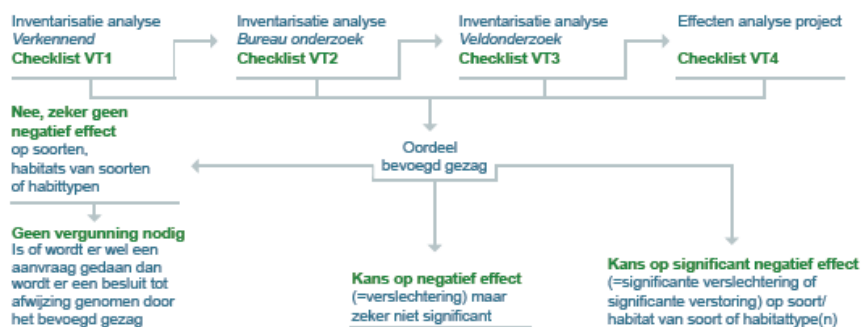 Inventarisatie analyse
Verkennend
Checklist VT1
Inventarisatie analyse
Bureau onderzoek
Checklist VT2
Inventarisatie analyse
Veldonderzoek
Checklist VT3
Effecten analyse project
Checklist VT4
Nee, zeker geen
negatief effect
op soorten,
habitats van soorten
of habittypen
Oordeel
bevoegd gezag
Geen vergunning nodig
Is of wordt er wel een
aanvraag gedaan dan
wordt er een besluit tot
afwijzing genomen door
het bevoegd gezag
Kans op negatief effect
(=verslechtering) maar
zeker niet significant
Kans op significant negatief effect
(=significante verslechtering of
significante verstoring) op soort/
habitat van soort of habitattype(n)